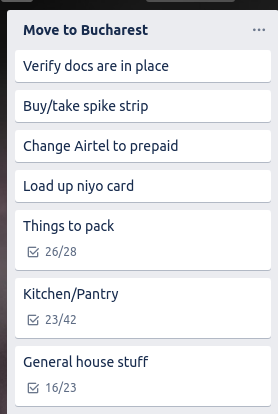 Move to Bucharest
Verify docs are in place
Buy/take spike strip
Change Airtel to prepaid
Load up niyo card
Things to pack
26/28
Kitchen/Pantry
23/42
General house stuff
16/23